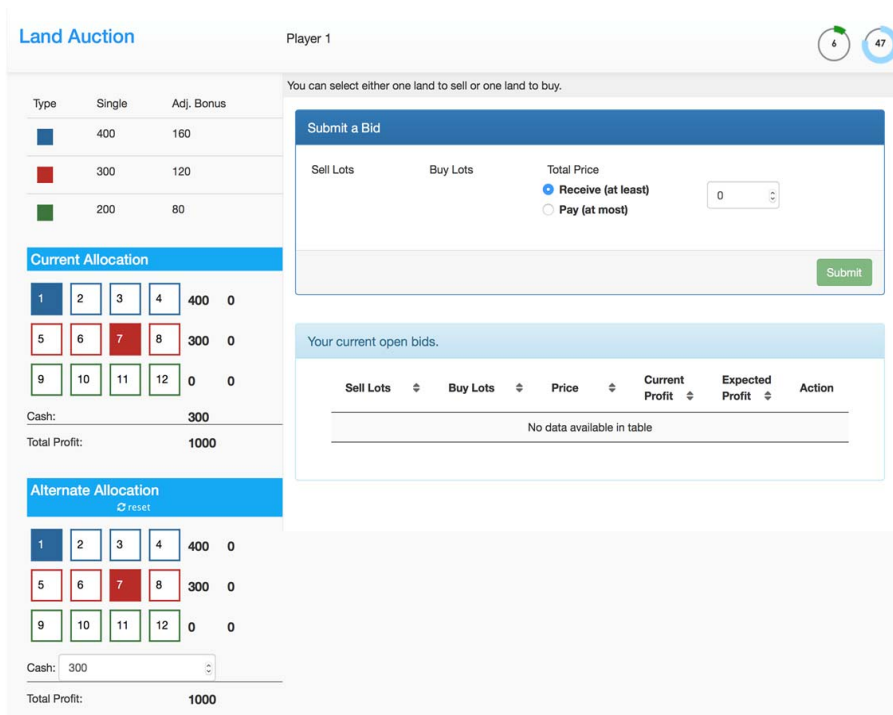 Land Auction
Player 1
6
47
You can select either one land to sell or one land to buy.
Type Single Adj. Bonus
400 160
300 120
200 80
Submit a Bid
Sell Lots Buy Lots Total Price
Receive (at least)
Pay (at most)
0
Submit
Current Allocation
1 2 3 4 400 0
5 6 7 8 300 0
9 10 11 12 0 0
Cash: 300
Total Profit: 1000
Your current open bids.
Sell Lots Buy Lots Price Current Profit Expected Profit Action
No data available in table
Alternate Allocation
reset
1 2 3 4 400 0
5 6 7 8 300 0
9 10 11 12 0 0
Cash: 300
Total Profit: 1000